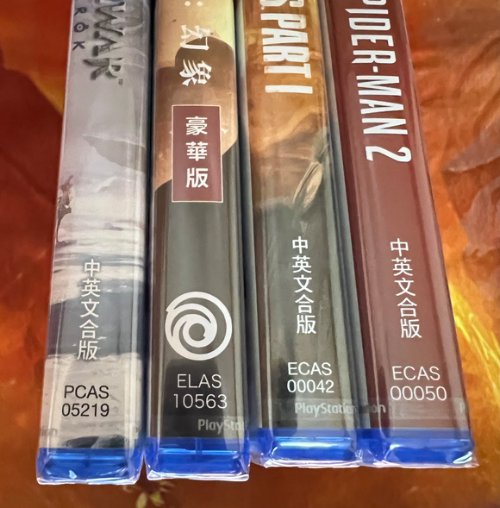 WAR
ROK
中英文合版
PCAS
05219
: 幻象
豪華版
ELAS
10563
PlayStation
S PART I
中英文合版
ECAS
00042
PlayStation
PIDER-MAN 2
中英文合版
ECAS
00050